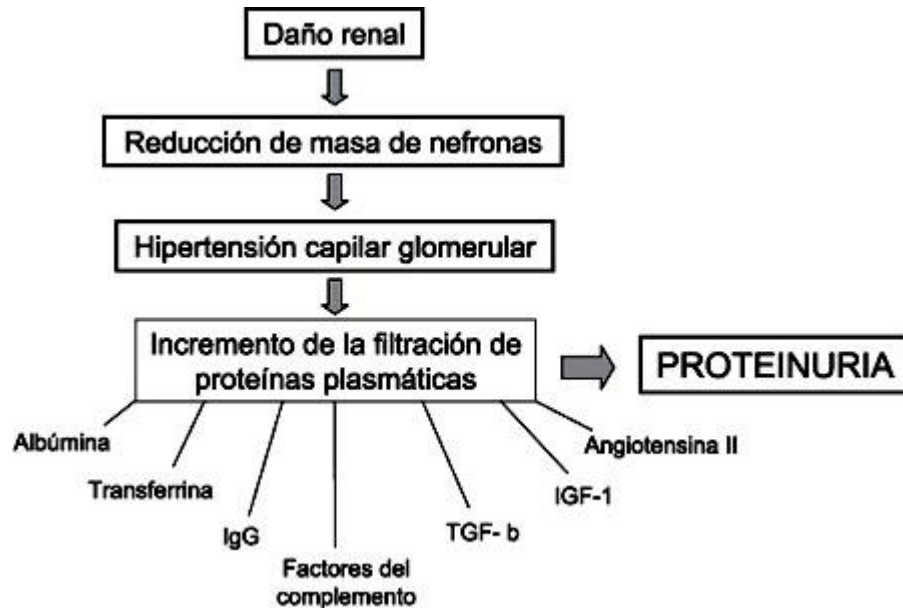 Daño renal
Reducción de masa de nefronas
Hipertensión capilar glomerular
Incremento de la filtración de
proteínas plasmáticas
PROTEINURIA
Albúmina
Transferrina
IgG
Factores del
complemento
TGF- b
IGF-1
Angiotensina II